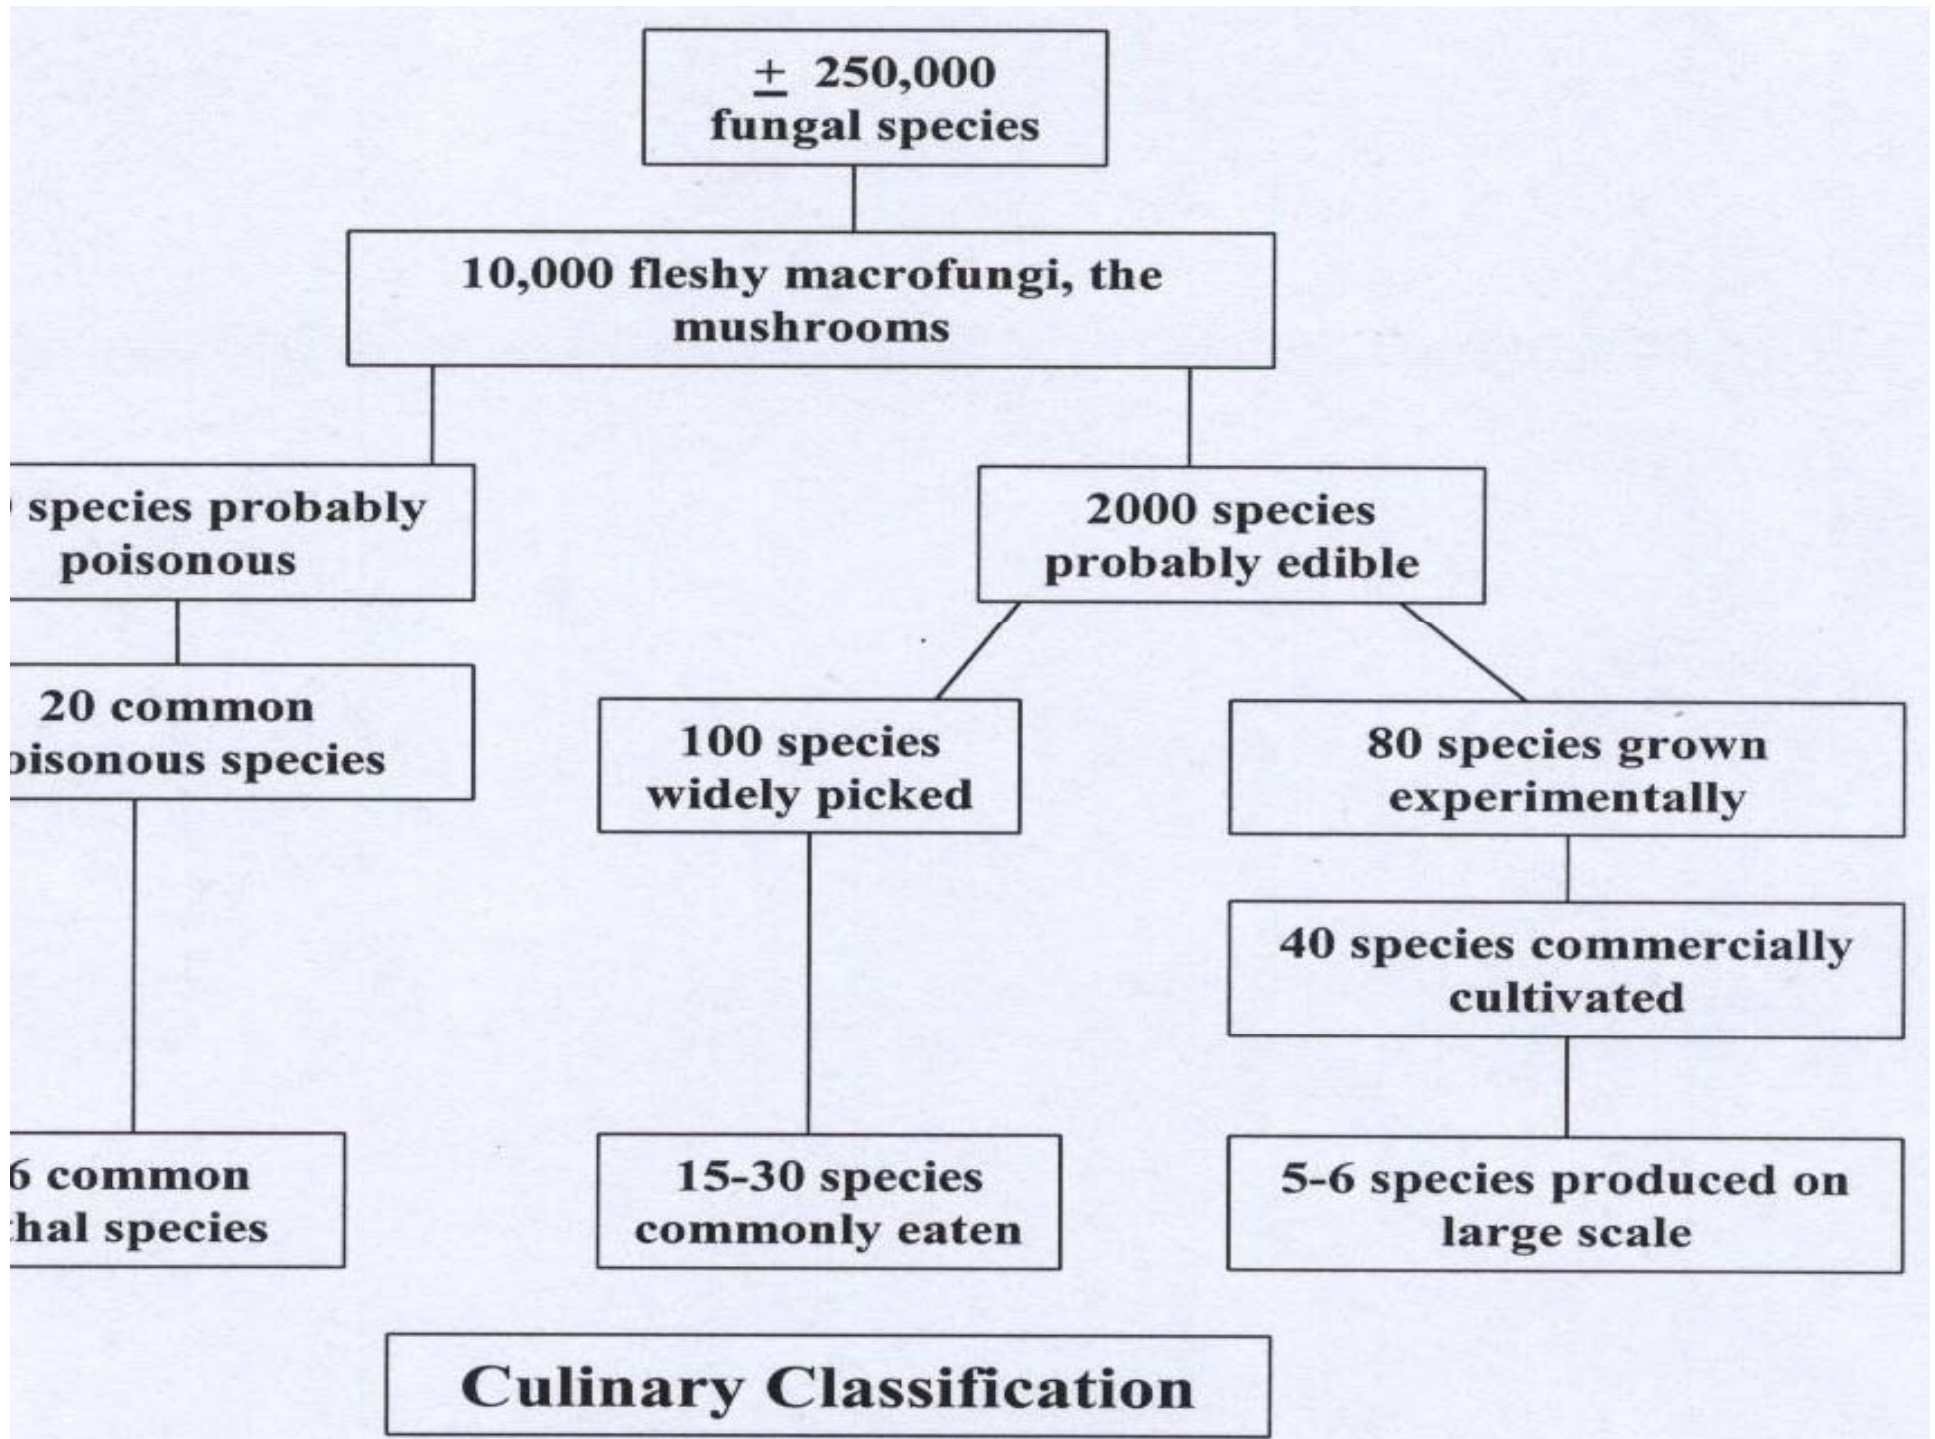 ± 250,000
fungal species
10,000 fleshy macrofungi, the
mushrooms
species probably
poisonous
2000 species
probably edible
20 common
species
100 species
widely picked
80 species grown
experimentally
40 species commercially
cultivated
6 common
species
15-30 species
commonly eaten
5-6 species produced on
large scale
Culinary Classification